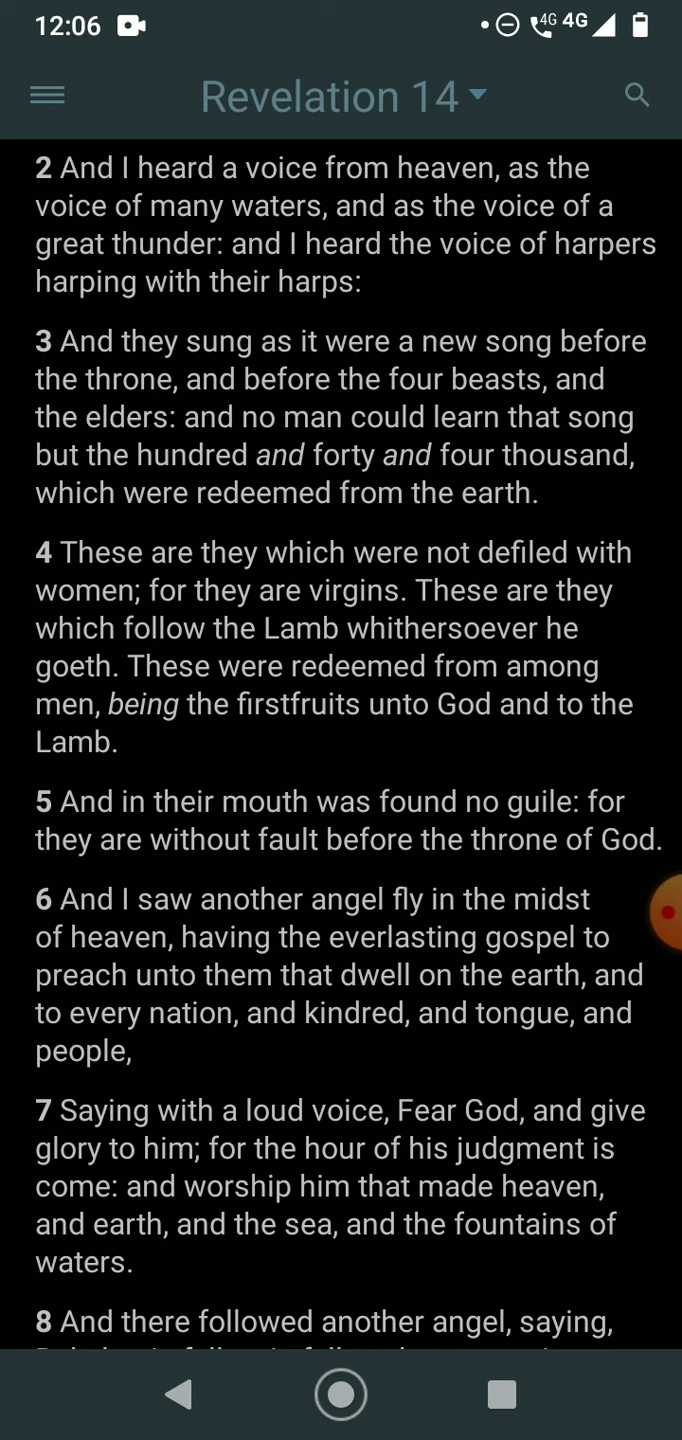 12:06
4G 4G
Revelation 14
2 And I heard a voice from heaven, as the
voice of many waters, and as the voice of a
great thunder: and I heard the voice of harpers
harping with their harps:
3 And they sung as it were a new song before
the throne, and before the four beasts, and
the elders: and no man could learn that song
but the hundred and forty and four thousand,
which were redeemed from the earth.
4 These are they which were not defiled with
women; for they are virgins. These are they
which follow the Lamb whithersoever he
goeth. These were redeemed from among
men, being the firstfruits unto God and to the
Lamb.
5 And in their mouth was found no guile: for
they are without fault before the throne of God.
6 And I saw another angel fly in the midst
of heaven, having the everlasting gospel to
preach unto them that dwell on the earth, and
to every nation, and kindred, and tongue, and
people,
7 Saying with a loud voice, Fear God, and give
glory to him; for the hour of his judgment is
come: and worship him that made heaven,
and earth, and the sea, and the fountains of
waters.
8 And there followed another angel, saying,